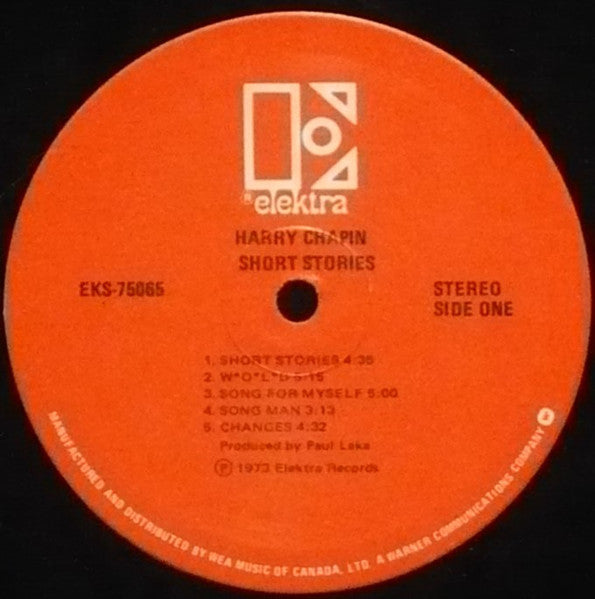 ® elektra
HARRY CHAPIN
SHORT STORIES
EKS-75065
STEREO
SIDE ONE
1. SHORT STORIES 4:35
2. W*O*L*D 5:15
3. SONG FOR MYSELF 5:00
4. SONG MAN 3:13
5. CHANGES 4:32
Produced by Paul Leka
Ⓟ 1973 Elektra Records
MANUFACTURED AND DISTRIBUTED BY WEA MUSIC OF CANADA, LTD. A WARNER COMMUNICATIONS COMPANY